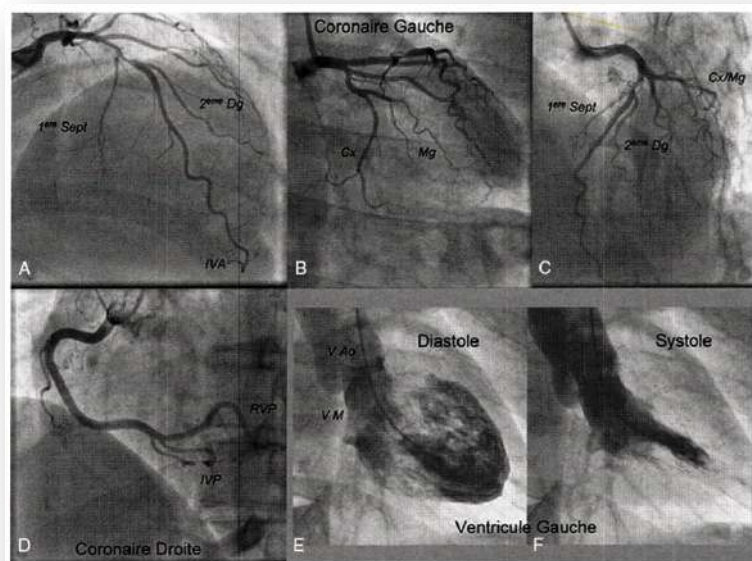 Coronaire Gauche
1ère Sept
2ème Dg
IVA
A
Cx
Mg
B
Cx/Mg
1ère Sept
2ème Dg
C
RVP
IVP
D
Coronaire Droite
V.Ao
Diastole
V.M
E
Systole
Ventricule Gauche
F